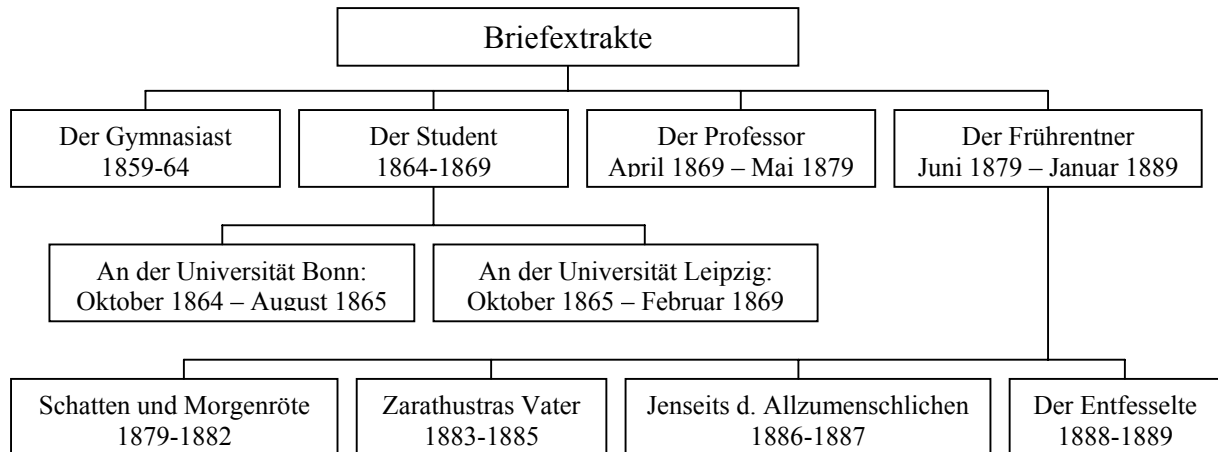 Briefextrakte
Der Gymnasiast
1859-64
Der Student
1864-1869
Der Professor
April 1869 – Mai 1879
Der Frührentner
Juni 1879 – Januar 1889
An der Universität Bonn:
Oktober 1864 – August 1865
An der Universität Leipzig:
Oktober 1865 – Februar 1869
Schatten und Morgenröte
1879-1882
Zarathustras Vater
1883-1885
Jenseits d. Allzumenschlichen
1886-1887
Der Entfesselte
1888-1889